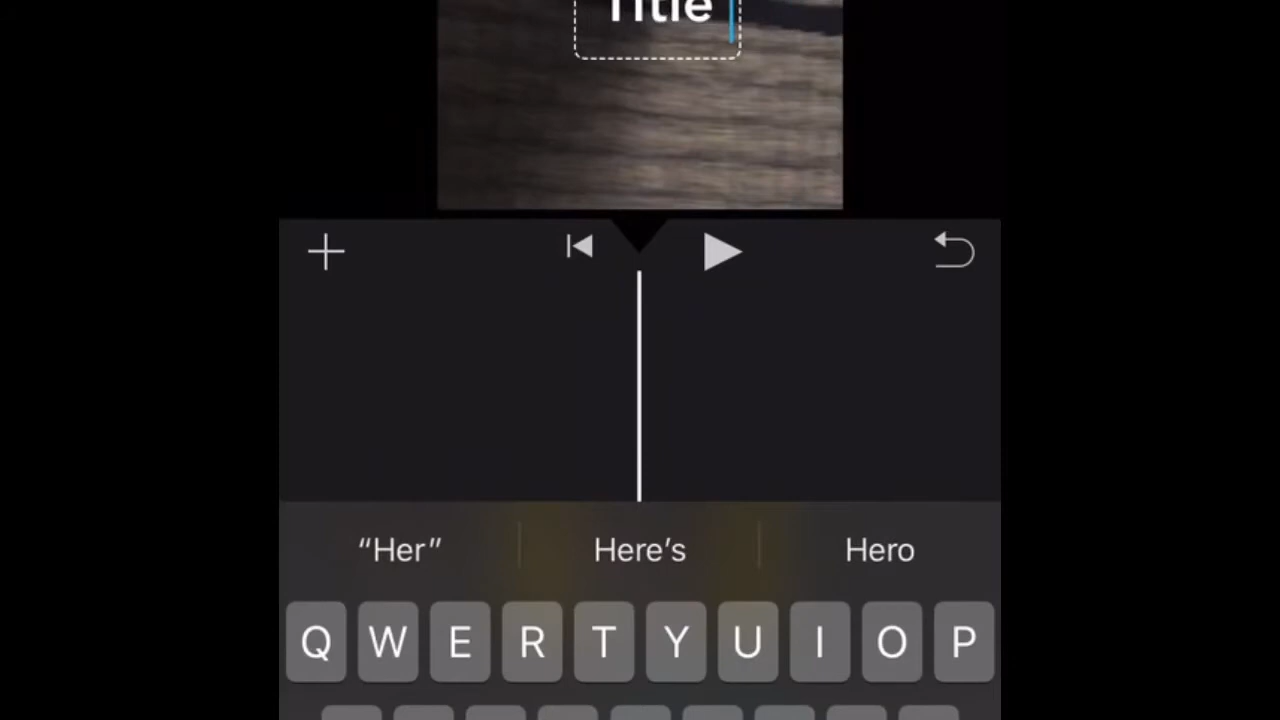 Title
“Her” Here’s Hero
Q W E R T Y U I O P